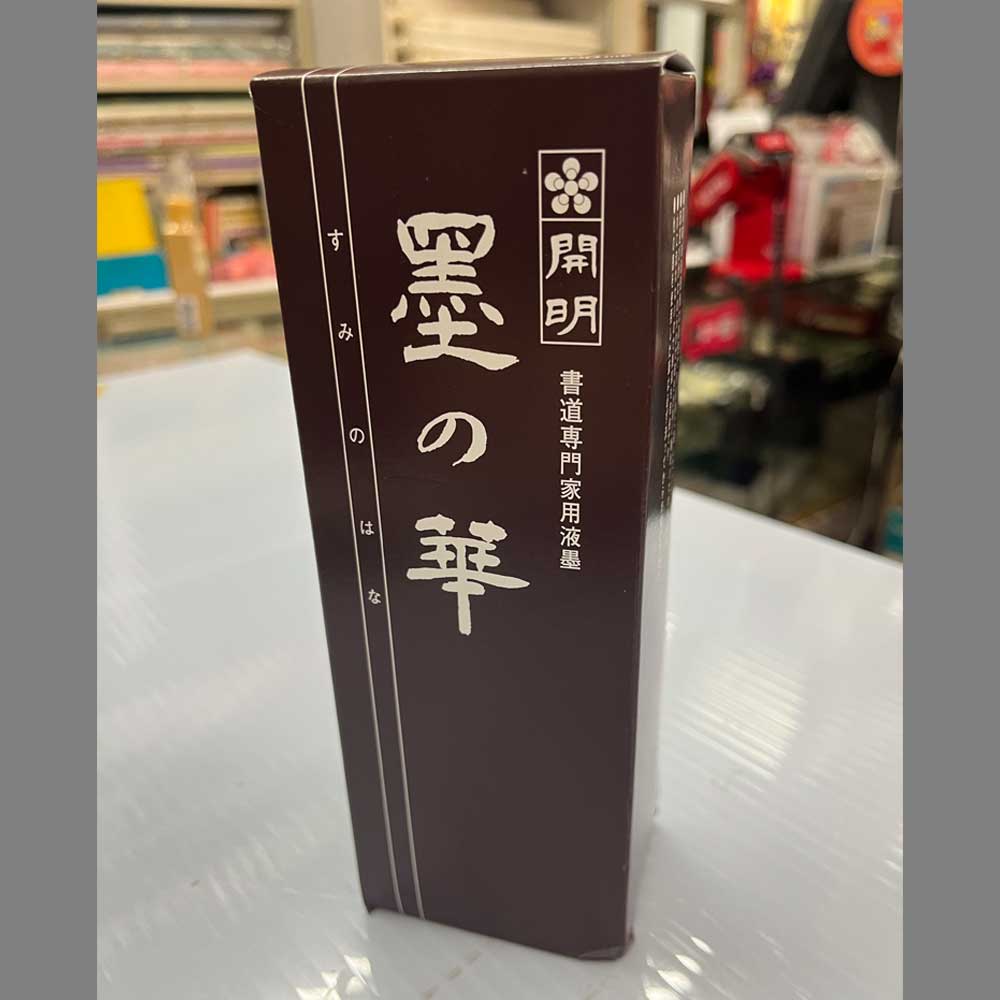 開明
書道専門家用液墨
墨の華
すみのはな